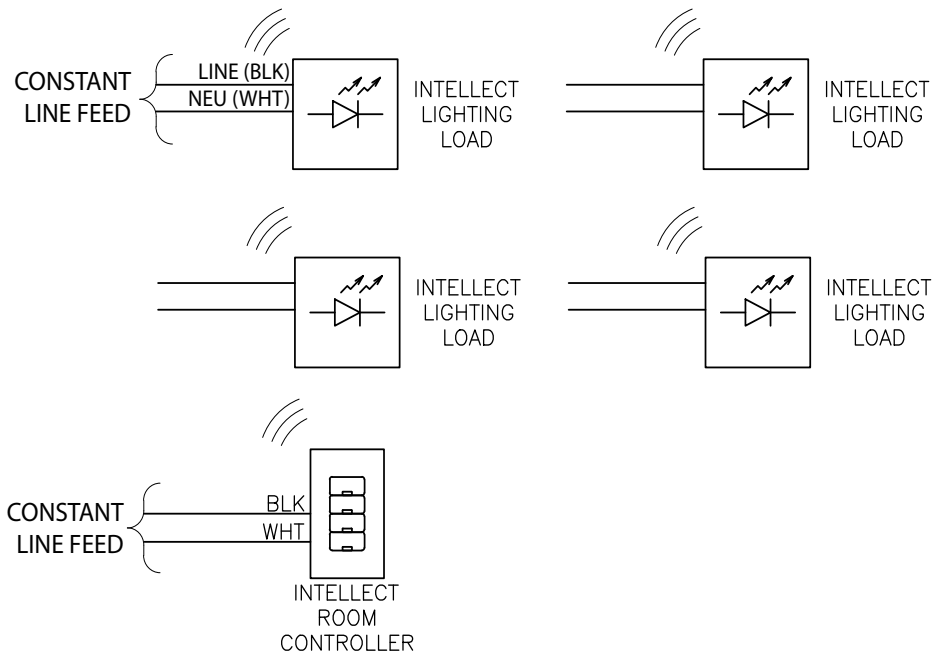 CONSTANT
LINE FEED
LINE (BLK)
NEU (WHT)
INTELLECT
LIGHTING
LOAD
INTELLECT
LIGHTING
LOAD
INTELLECT
LIGHTING
LOAD
INTELLECT
LIGHTING
LOAD
CONSTANT
LINE FEED
BLK
WHT
INTELLECT
ROOM
CONTROLLER